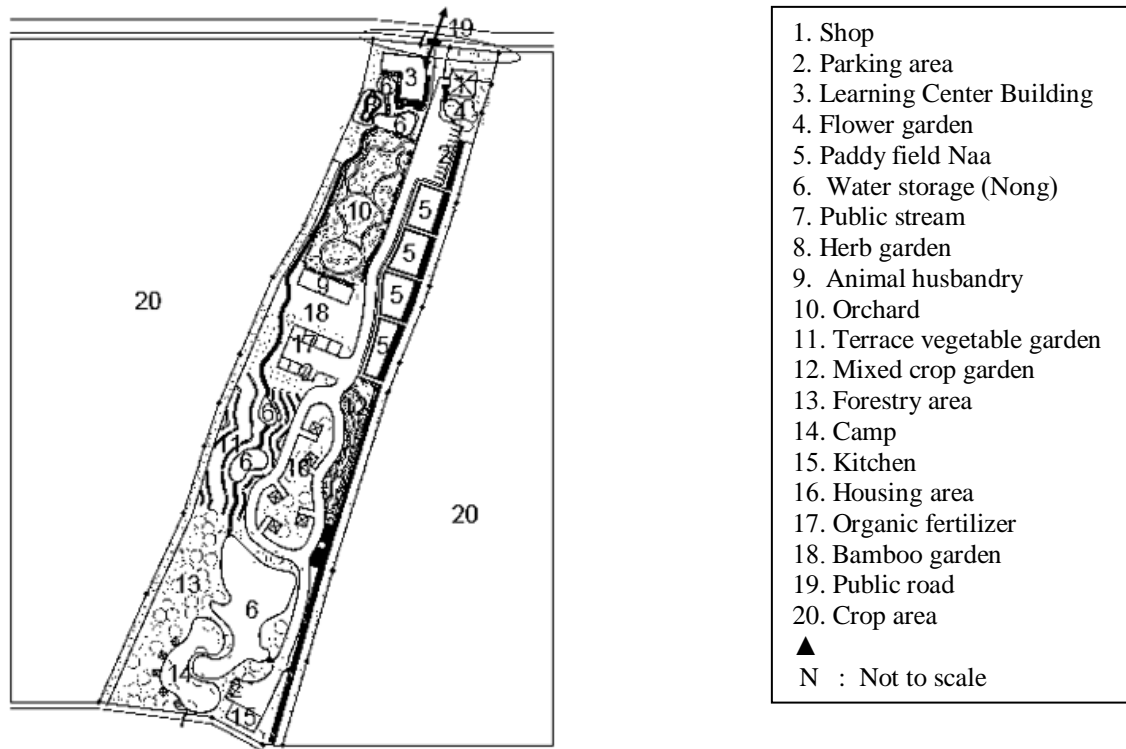 19
3
1
6
4
6
2
5
10
5
5
9
18
5
17
20
6
11
6
16
20
13
6
14
2
15
7
1. Shop
2. Parking area
3. Learning Center Building
4. Flower garden
5. Paddy field Naa
6. Water storage (Nong)
7. Public stream
8. Herb garden
9. Animal husbandry
10. Orchard
11. Terrace vegetable garden
12. Mixed crop garden
13. Forestry area
14. Camp
15. Kitchen
16. Housing area
17. Organic fertilizer
18. Bamboo garden
19. Public road
20. Crop area
▲
N : Not to scale